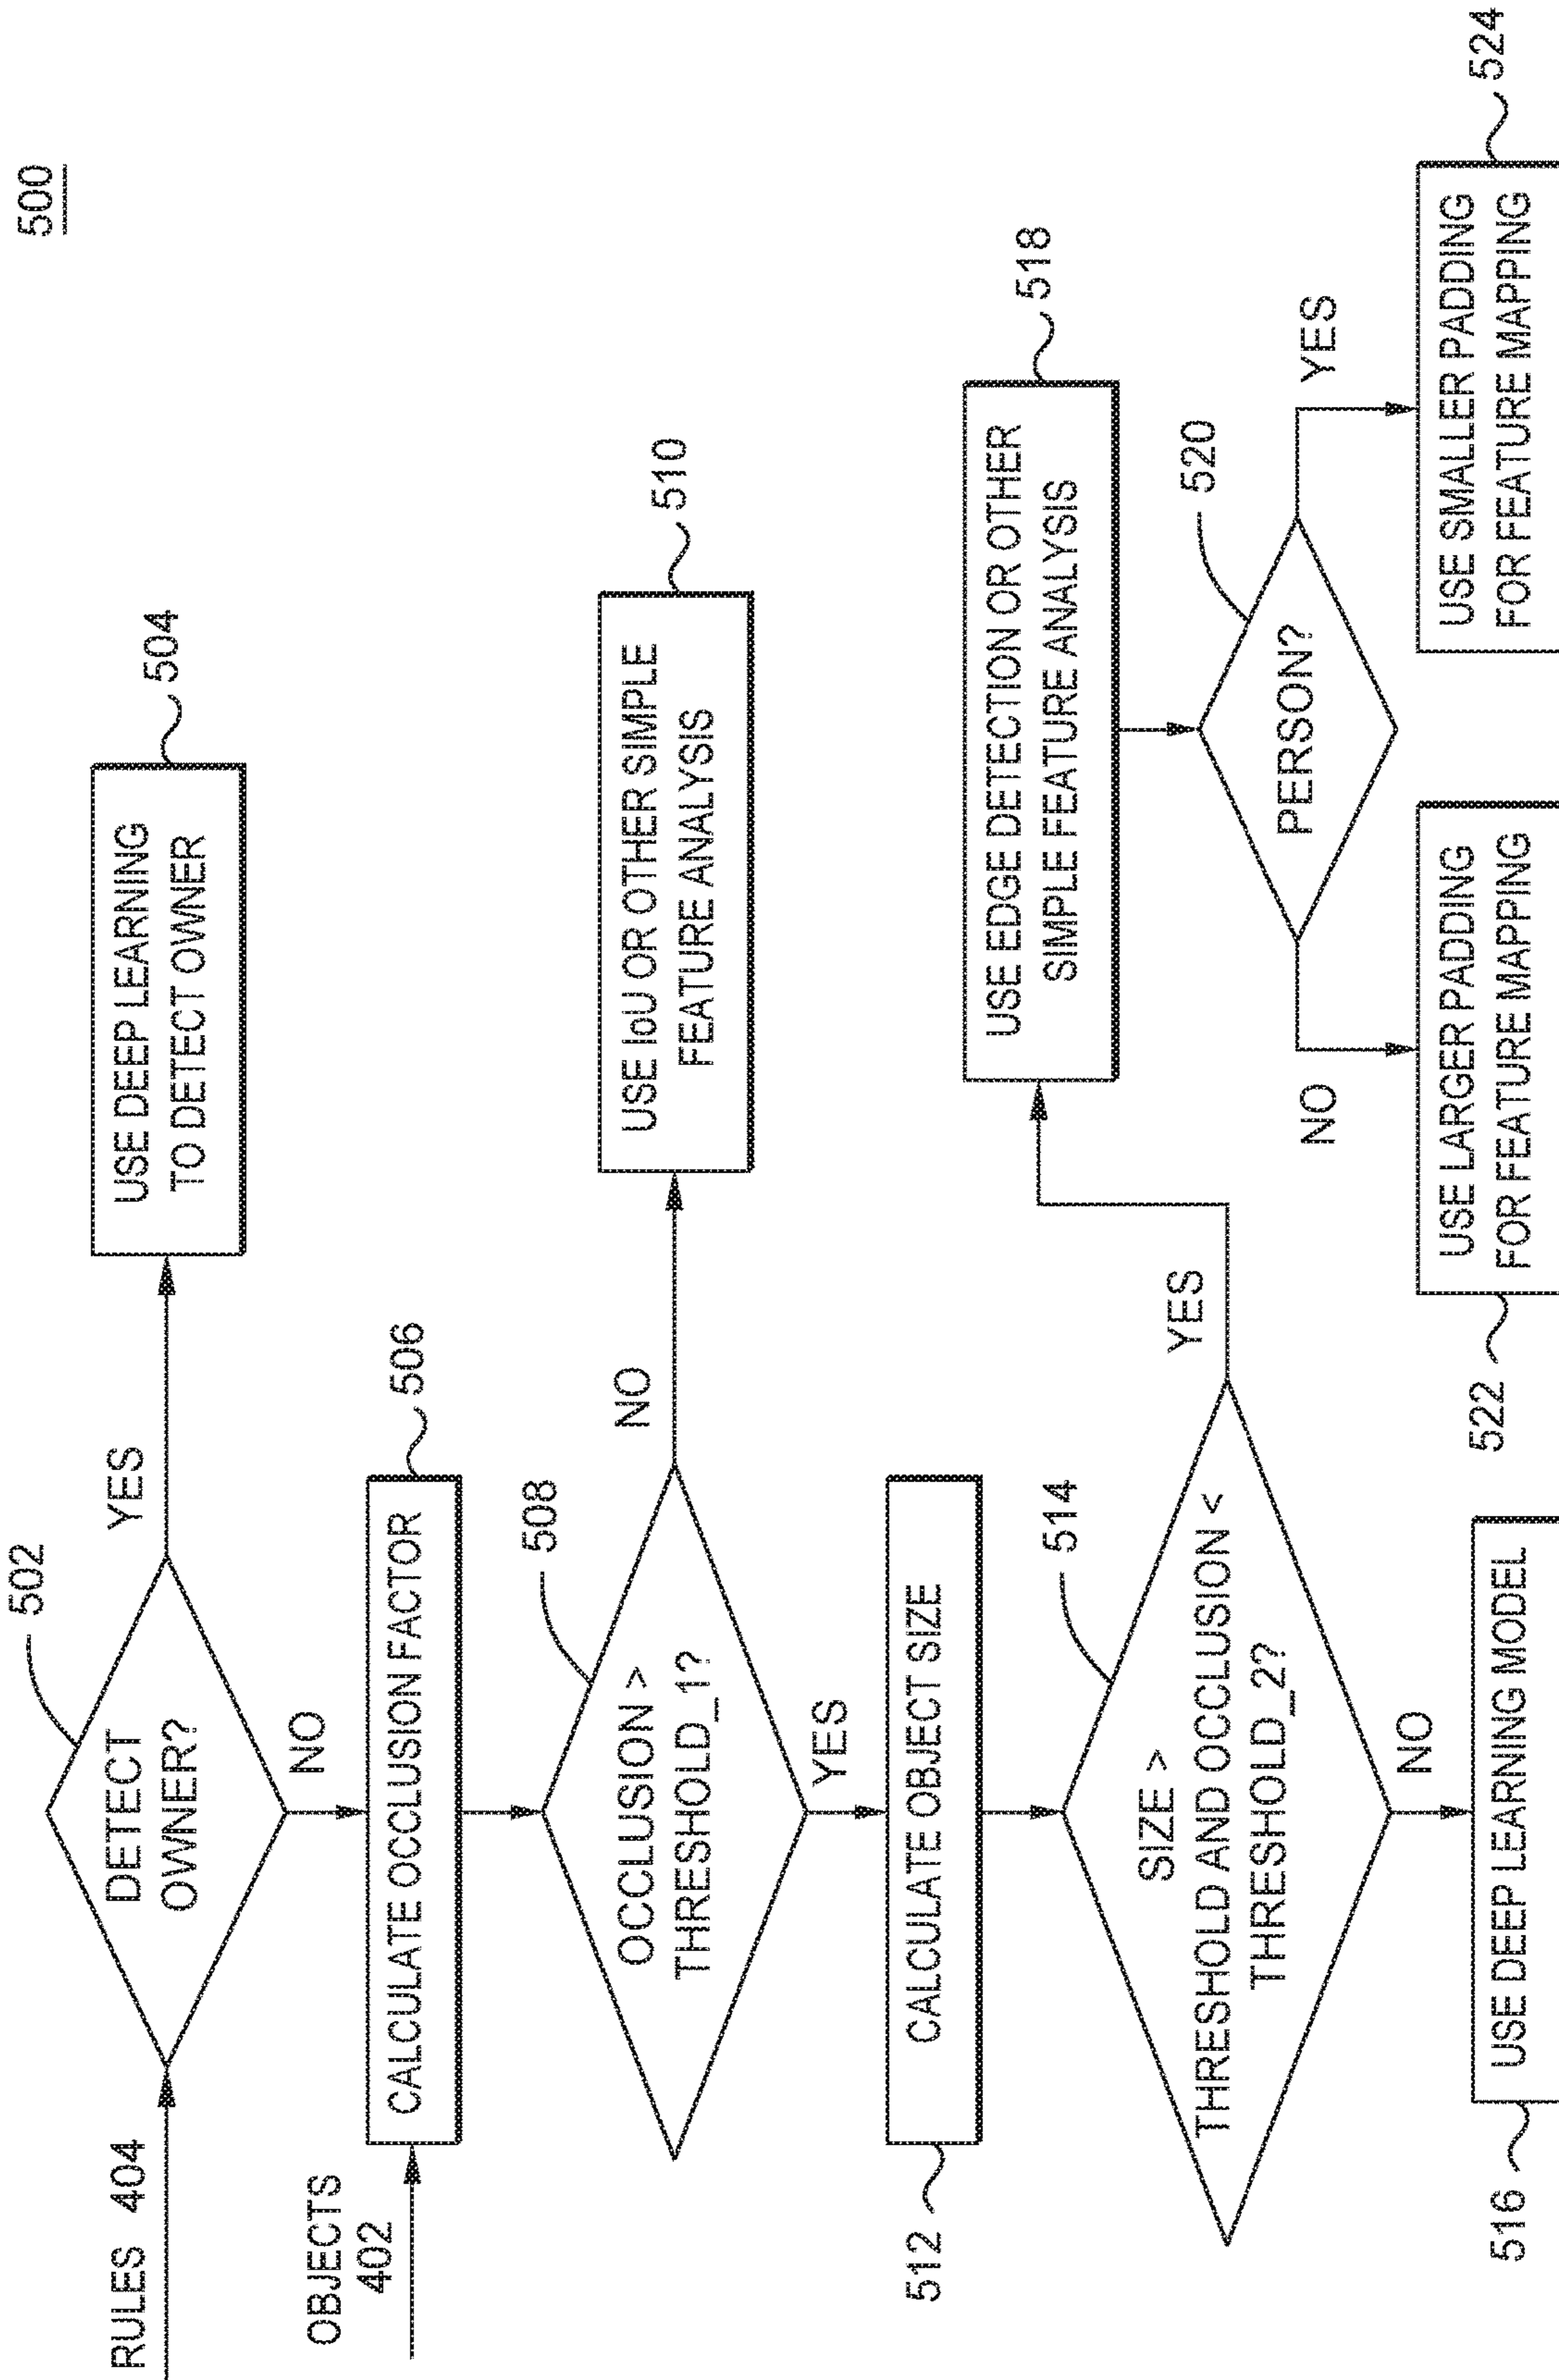 500
RULES 404
DETECT
OWNER?
502
YES
USE DEEP LEARNING
TO DETECT OWNER
504
NO
OBJECTS
402
CALCULATE OCCLUSION FACTOR
506
OCCLUSION >
THRESHOLD_1?
508
NO
USE IoU OR OTHER SIMPLE
FEATURE ANALYSIS
510
YES
CALCULATE OBJECT SIZE
512
SIZE >
THRESHOLD AND OCCLUSION <
THRESHOLD_2?
514
YES
USE EDGE DETECTION OR OTHER
SIMPLE FEATURE ANALYSIS
518
NO
USE DEEP LEARNING MODEL
516
PERSON?
520
NO
USE LARGER PADDING
FOR FEATURE MAPPING
522
YES
USE SMALLER PADDING
FOR FEATURE MAPPING
524